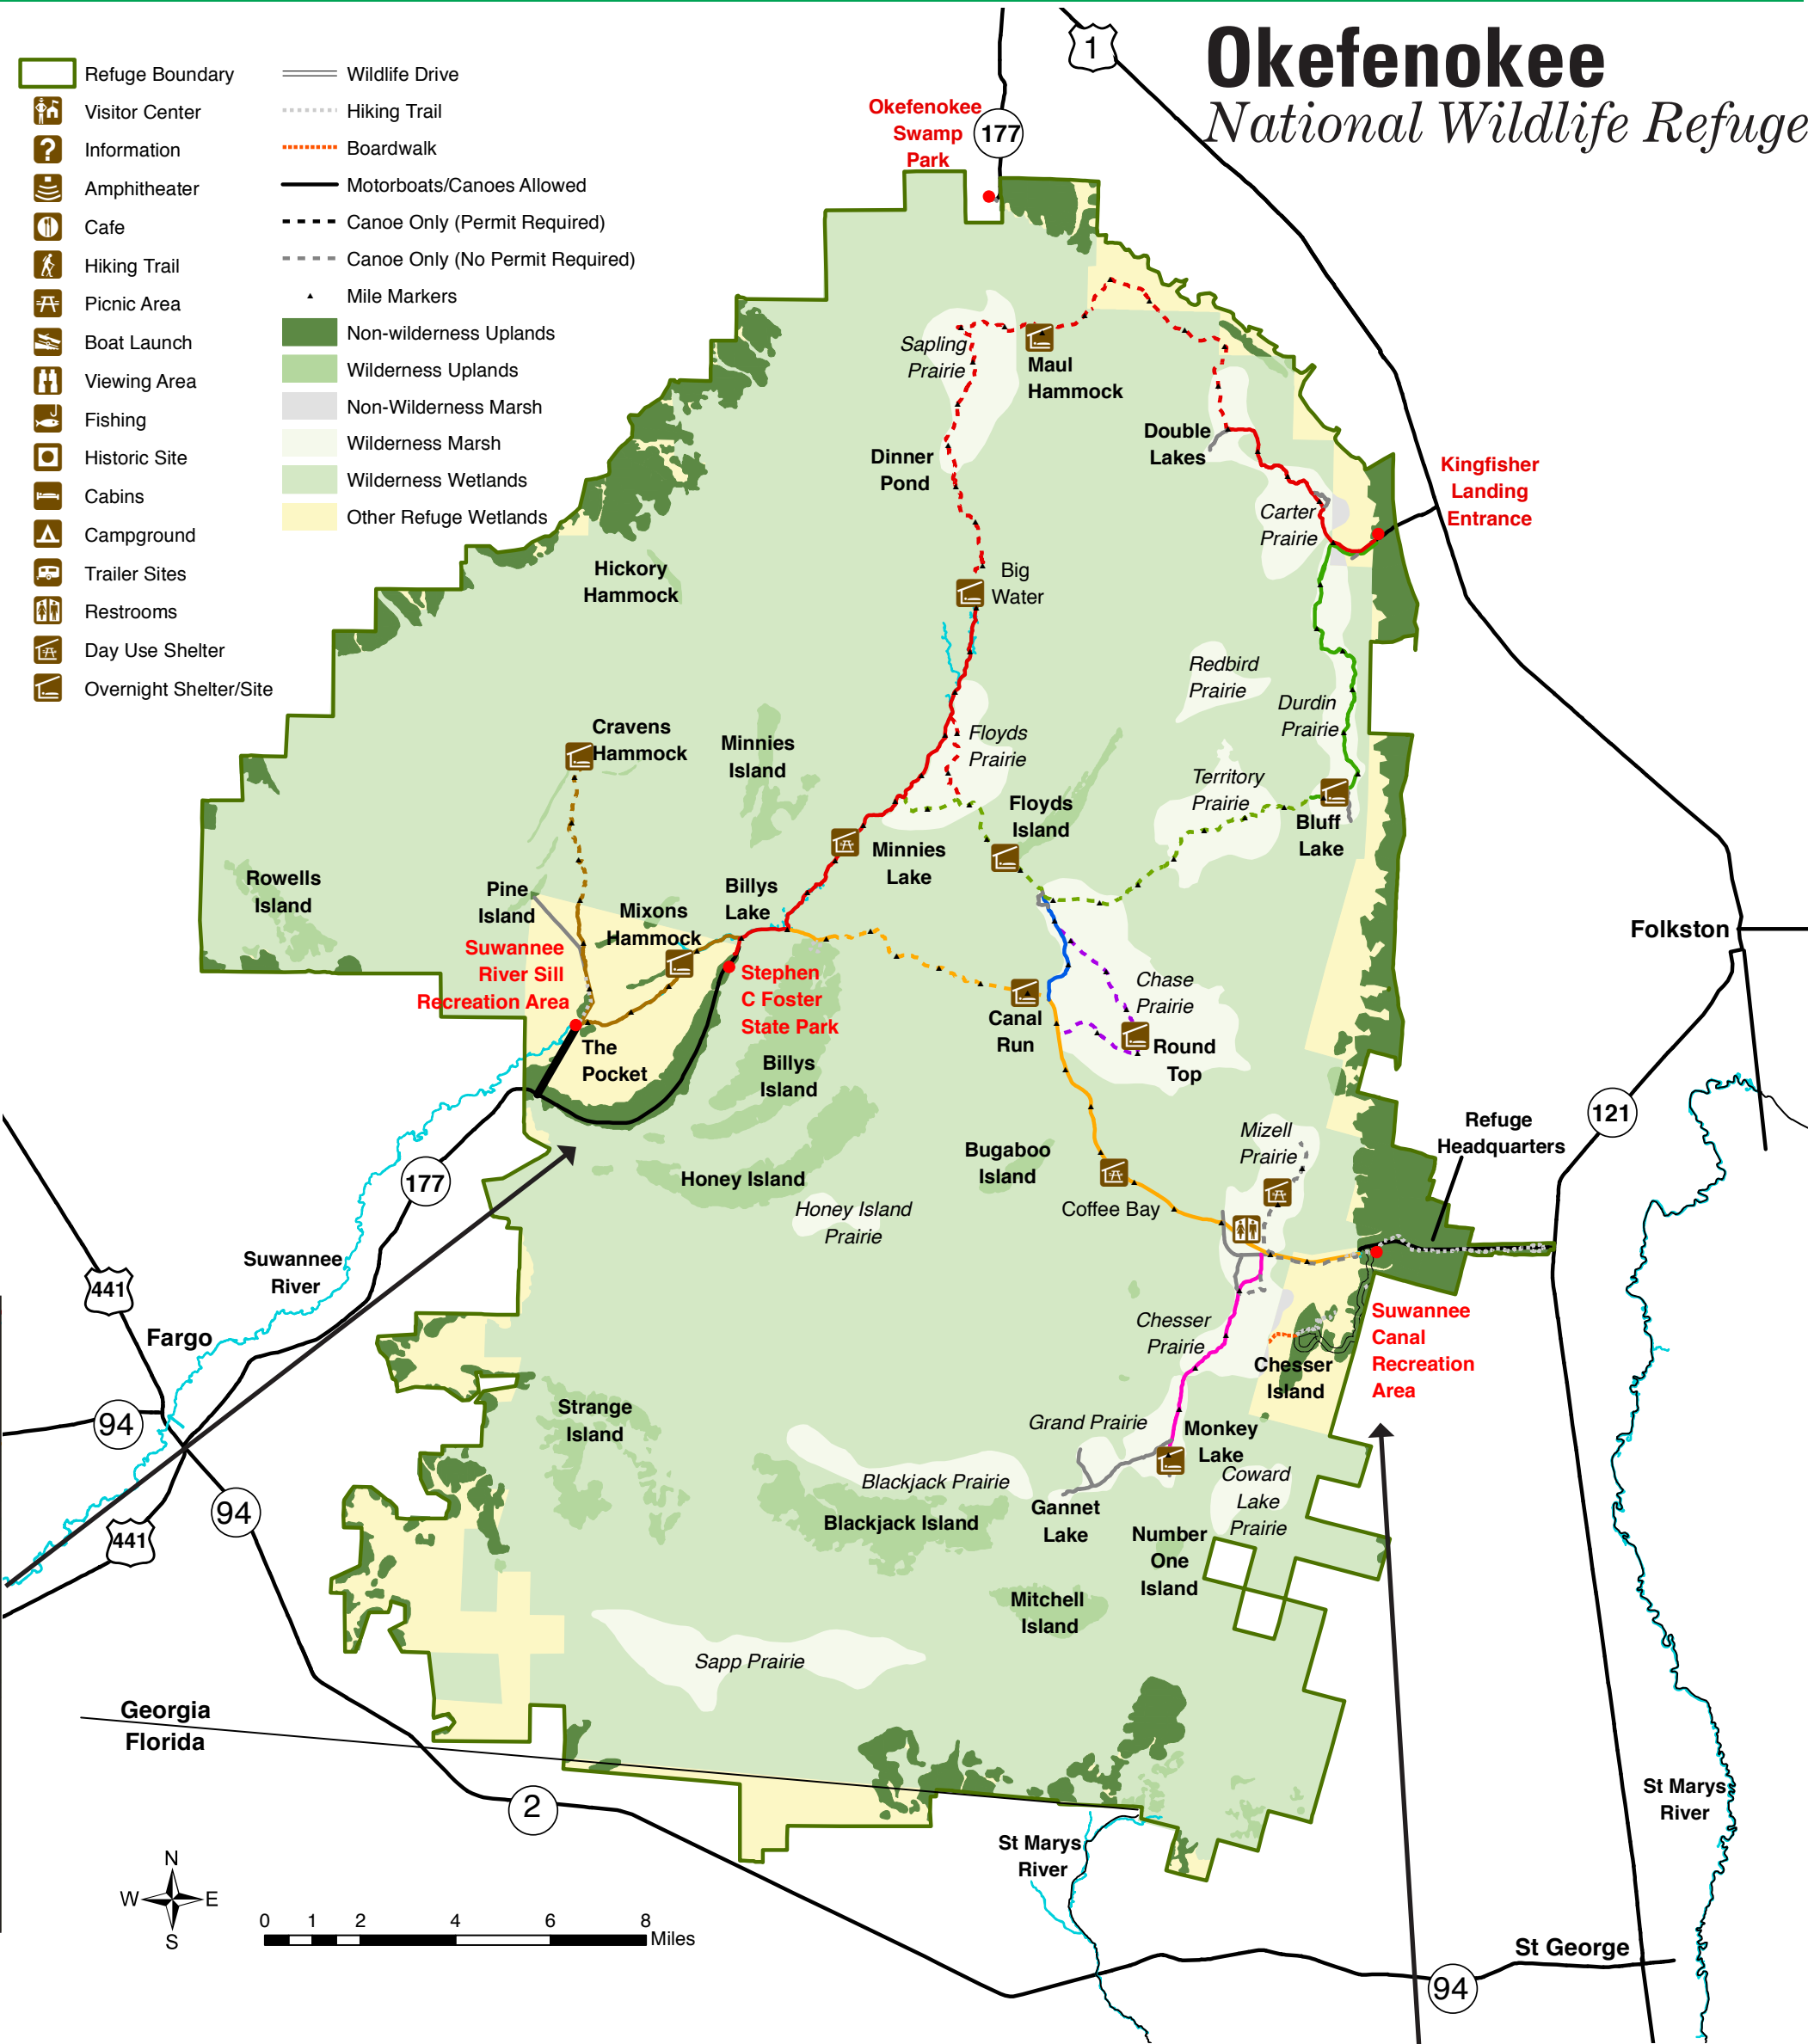 Okefenokee
National Wildlife Refuge
Refuge Boundary
Visitor Center
Information
Amphitheater
Cafe
Hiking Trail
Picnic Area
Boat Launch
Viewing Area
Fishing
Historic Site
Cabins
Campground
Trailer Sites
Restrooms
Day Use Shelter
Overnight Shelter/Site
Wildlife Drive
Hiking Trail
Boardwalk
Motorboats/Canoes Allowed
Canoe Only (Permit Required)
Canoe Only (No Permit Required)
Mile Markers
Non-wilderness Uplands
Wilderness Uplands
Non-Wilderness Marsh
Wilderness Marsh
Wilderness Wetlands
Other Refuge Wetlands
1
Okefenokee
Swamp
Park
177
Sapling
Prairie
Maul
Hammock
Double
Lakes
Dinner
Pond
Kingfisher
Landing
Entrance
Carter
Prairie
Hickory
Hammock
Big
Water
Redbird
Prairie
Durdin
Prairie
Cravens
Hammock
Minnies
Island
Floyds
Prairie
Territory
Prairie
Floyds
Island
Bluff
Lake
Minnies
Lake
Rowells
Island
Pine
Island
Billys
Lake
Mixons
Hammock
Folkston
Suwannee
River Sill
Recreation Area
Stephen
C Foster
State Park
Chase
Prairie
Canal
Run
Round
Top
The
Pocket
Billys
Island
121
Refuge
Headquarters
Mizell
Prairie
Bugaboo
Island
177
Honey Island
Coffee Bay
Honey Island
Prairie
Suwannee
River
441
Fargo
Chesser
Prairie
Suwannee
Canal
Recreation
Area
Chesser
Island
94
Strange
Island
Grand Prairie
Monkey
Lake
Coward
Lake
Prairie
Blackjack Prairie
Gannet
Lake
Blackjack Island
94
441
Number
One
Island
Mitchell
Island
Sapp Prairie
Georgia
Florida
2
St Marys
River
St Marys
River
N
W
E
S
0 1 2 4 6 8
Miles
St George
94